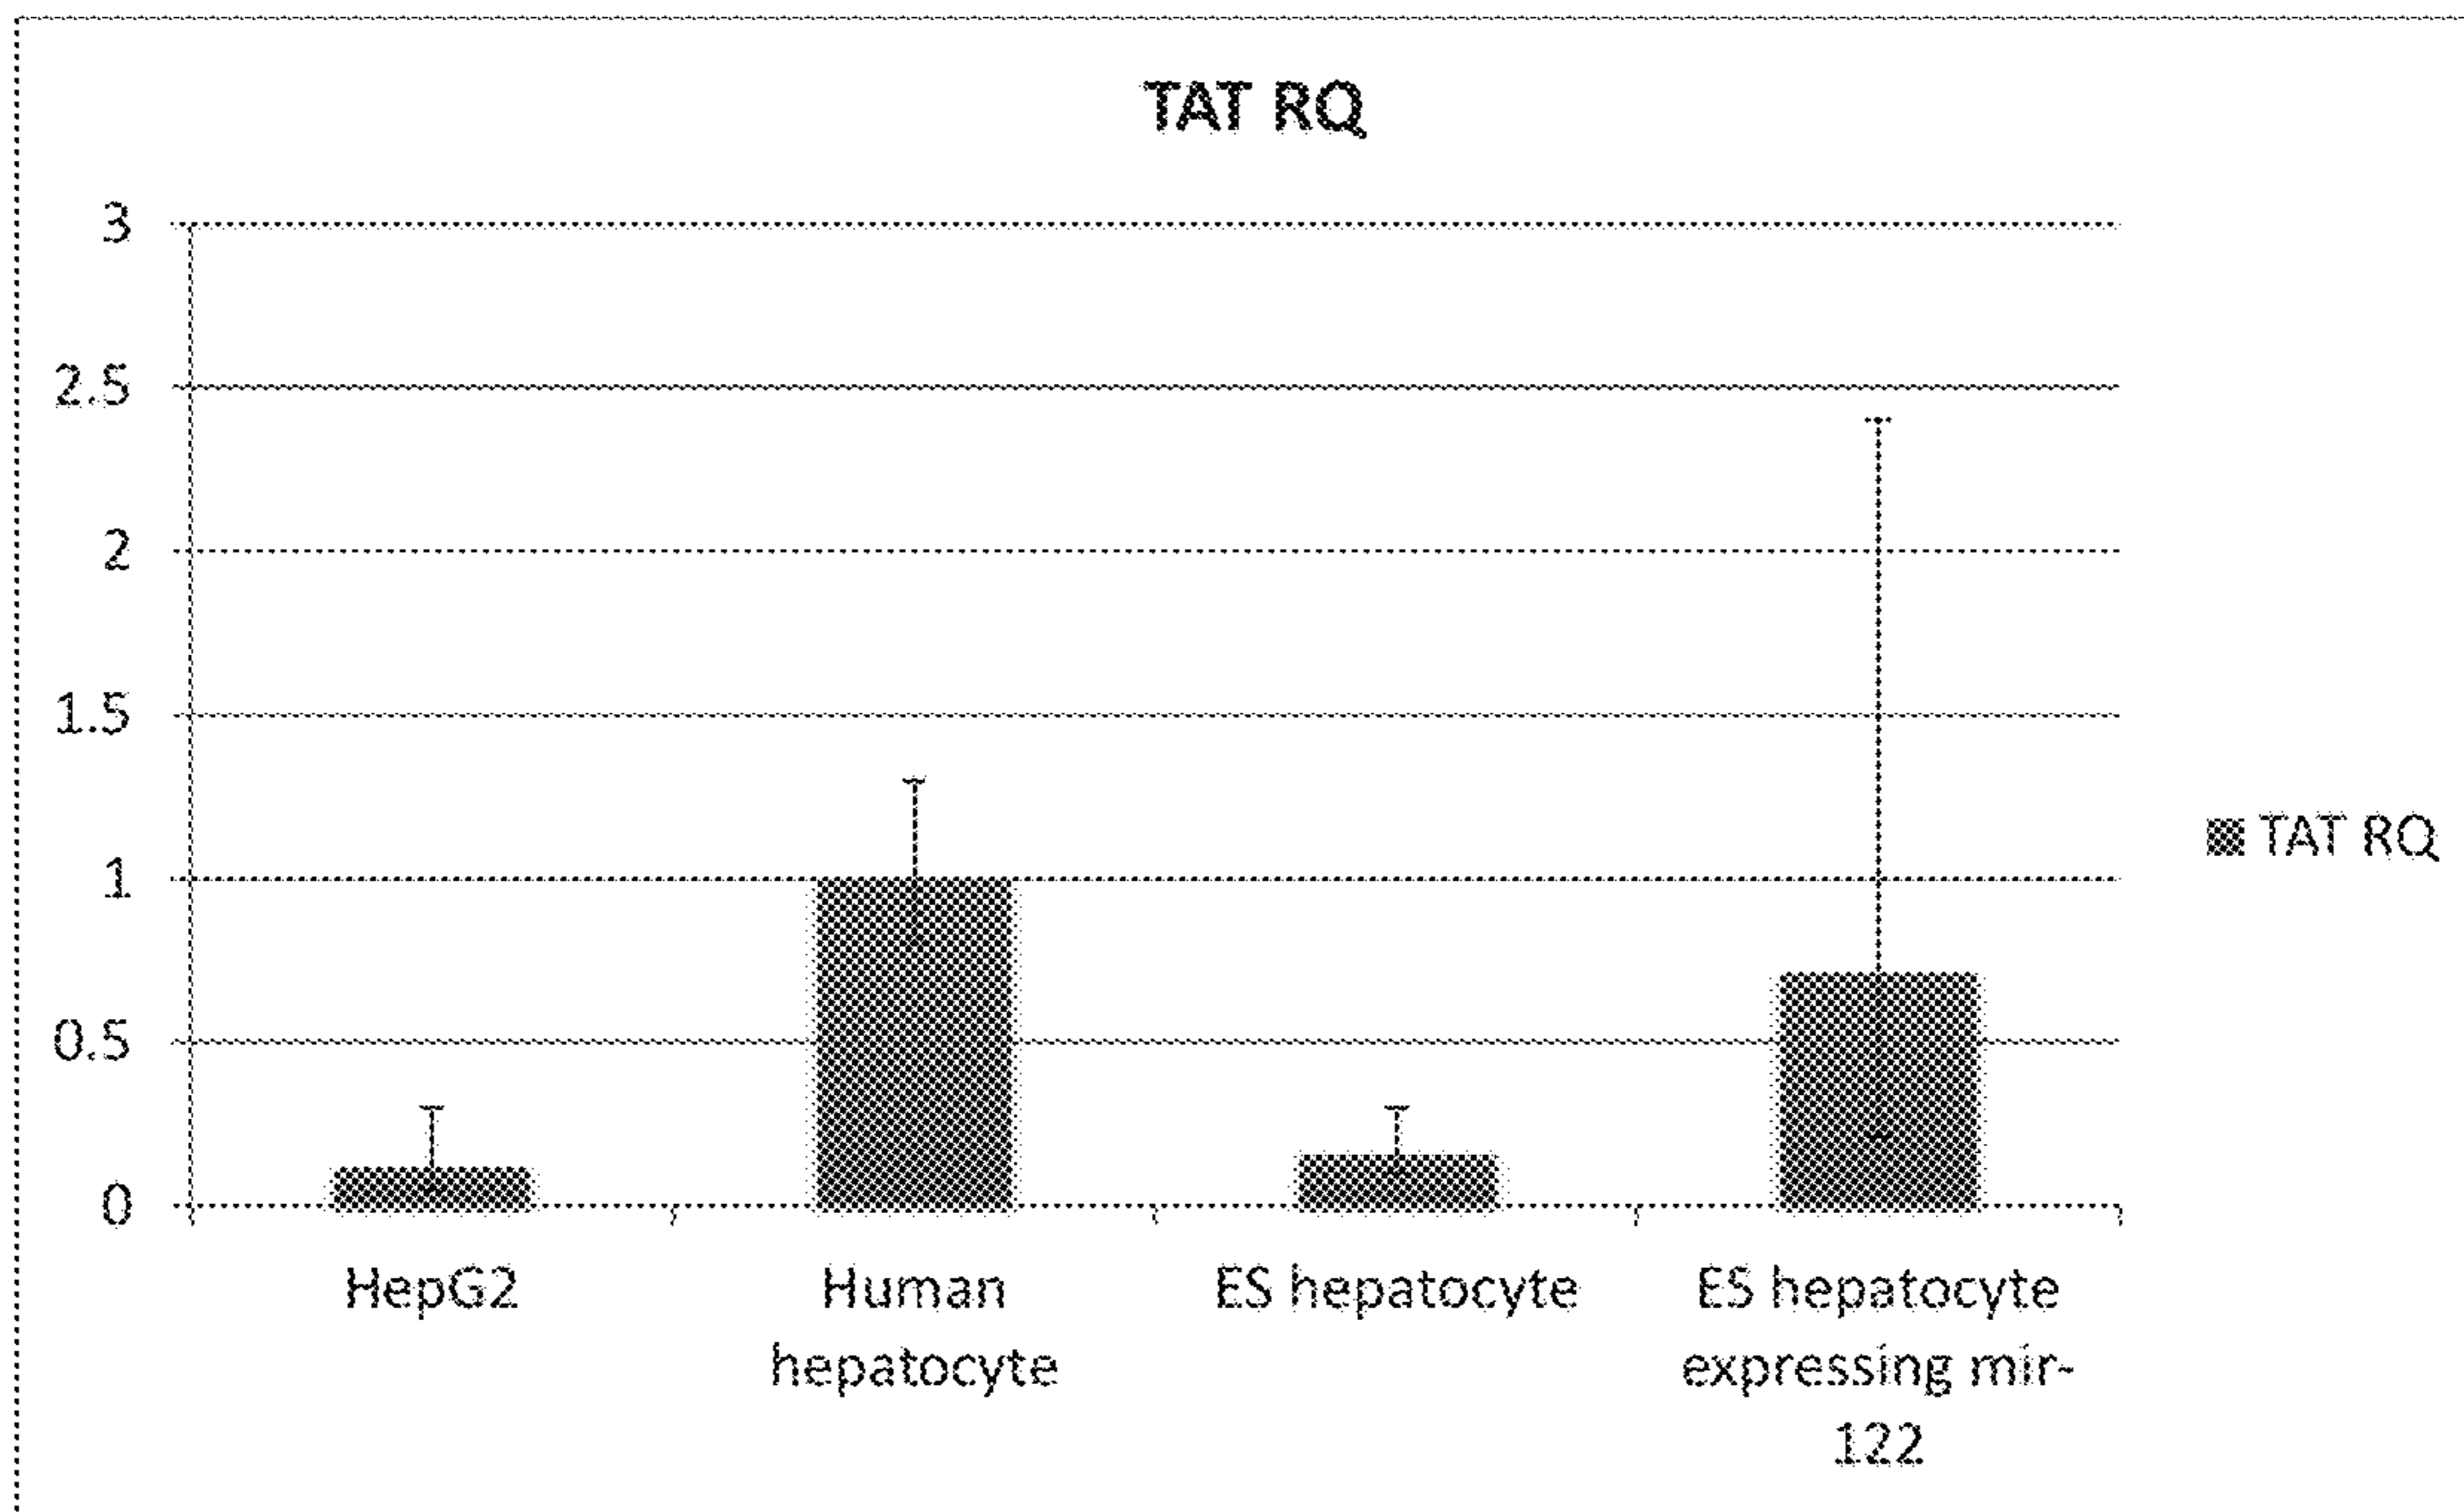 TAT RQ
3
2.5
2
1.5
1
0.5
0
TAT RQ
HepG2
Human
hepatocyte
ES hepatocyte
ES hepatocyte
expressing mir-
122